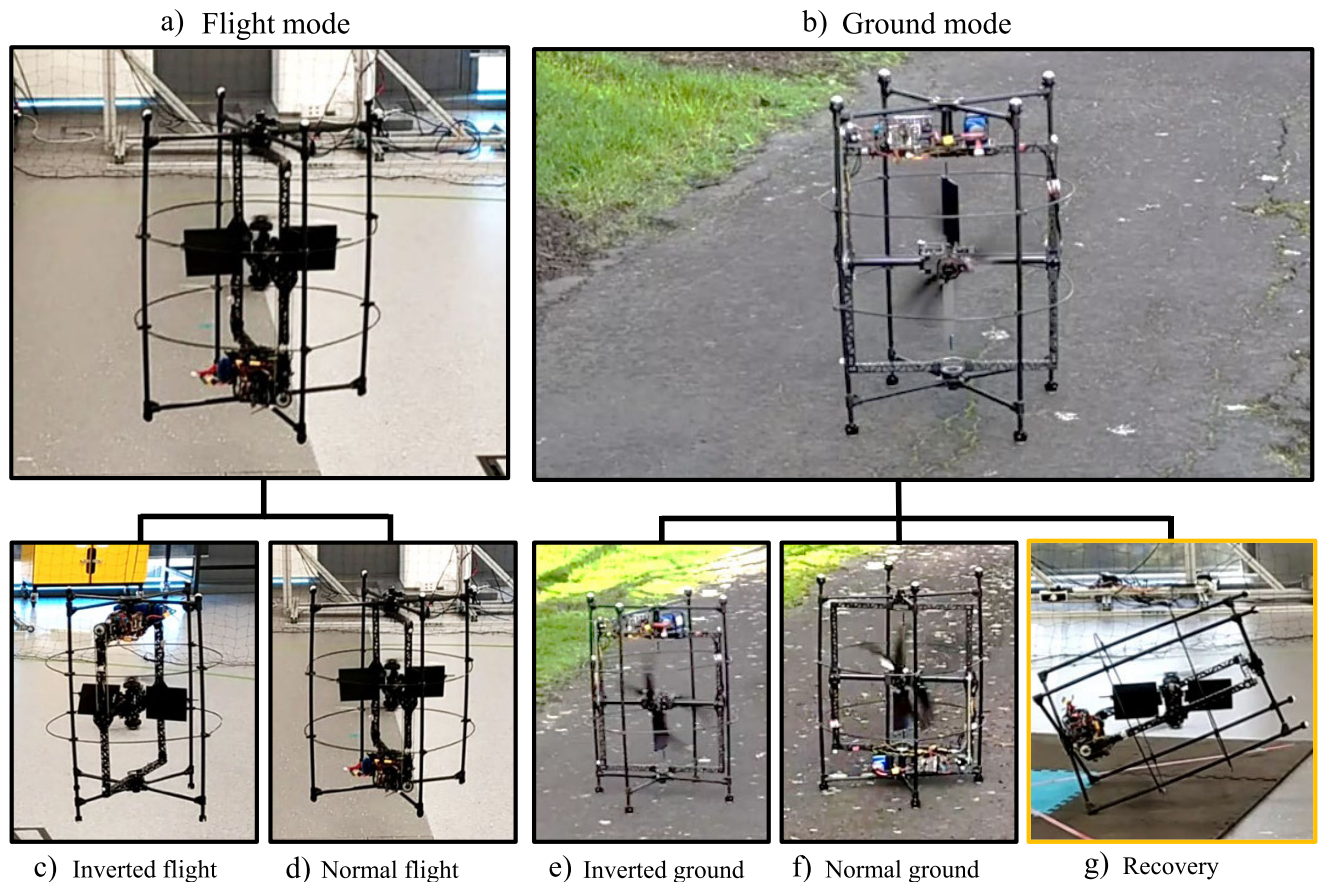 a) Flight mode
b) Ground mode
c) Inverted flight
d) Normal flight
e) Inverted ground
f) Normal ground
g) Recovery